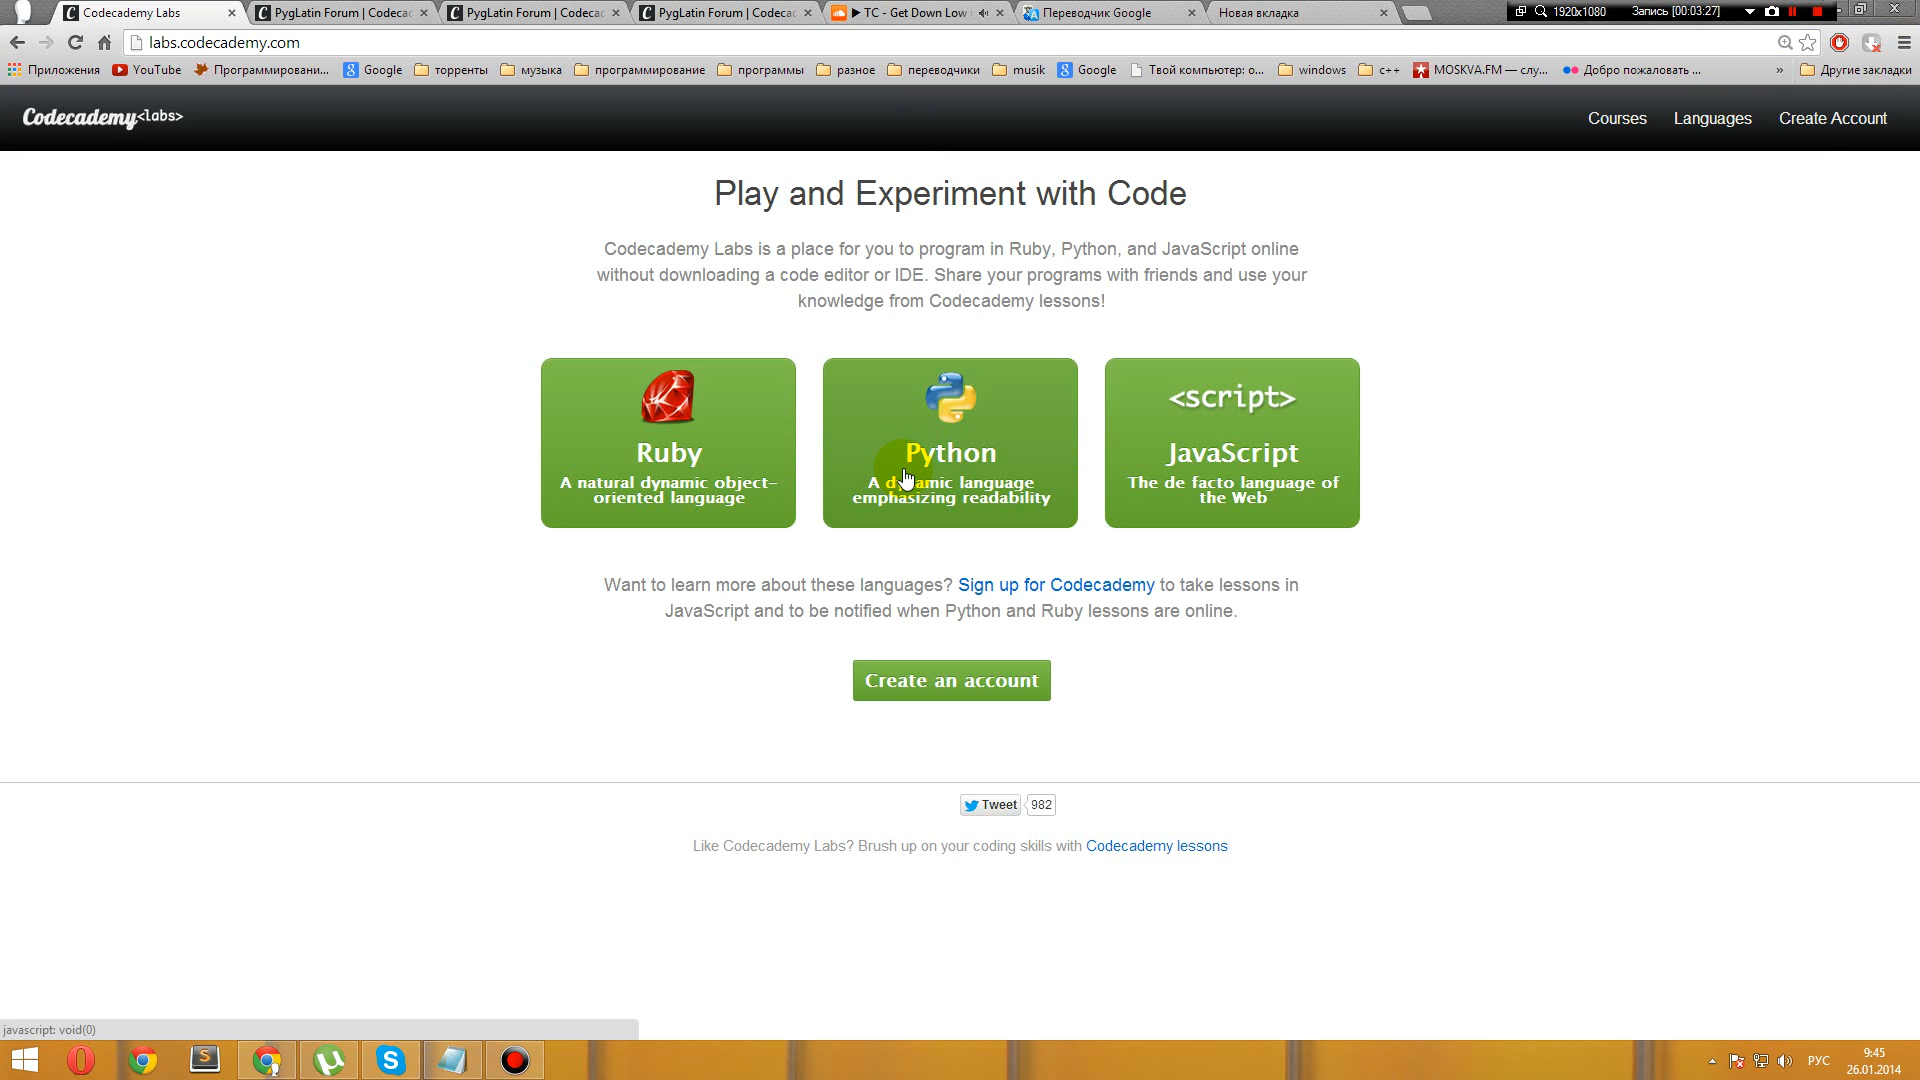 Codecademy Labs
PygLatin Forum | Codecac
PygLatin Forum | Codecac
PygLatin Forum | Codecac
▶ TC - Get Down Low
Переводчик Google
Новая вкладка
1920x1080
Запись [00:03:27]
labs.codecademy.com
Приложения
YouTube
Программировани...
Google
торренты
музыка
программирование
программы
разное
переводчики
musik
Google
Твой компьютер: о...
windows
c++
MOSKVA.FM — слу...
Добро пожаловать ...
»
Другие закладки
Codecademy<labs>
Courses
Languages
Create Account
Play and Experiment with Code
Codecademy Labs is a place for you to program in Ruby, Python, and JavaScript online
without downloading a code editor or IDE. Share your programs with friends and use your
knowledge from Codecademy lessons!
Ruby
A natural dynamic object-
oriented language
Python
A dynamic language
emphasizing readability
<script>
JavaScript
The de facto language of
the Web
Want to learn more about these languages? Sign up for Codecademy to take lessons in
JavaScript and to be notified when Python and Ruby lessons are online.
Create an account
Tweet
982
Like Codecademy Labs? Brush up on your coding skills with Codecademy lessons
javascript: void(0)
РУС
9:45
26.01.2014